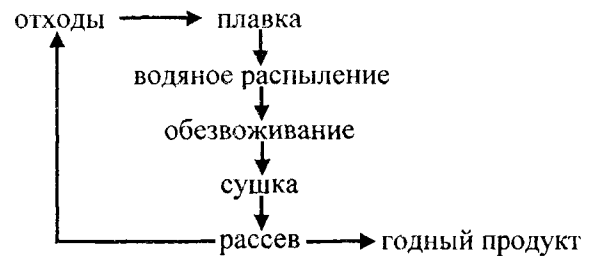 отходы плавка
водяное распыление
обезвоживание
сушка
рассев годный продукт